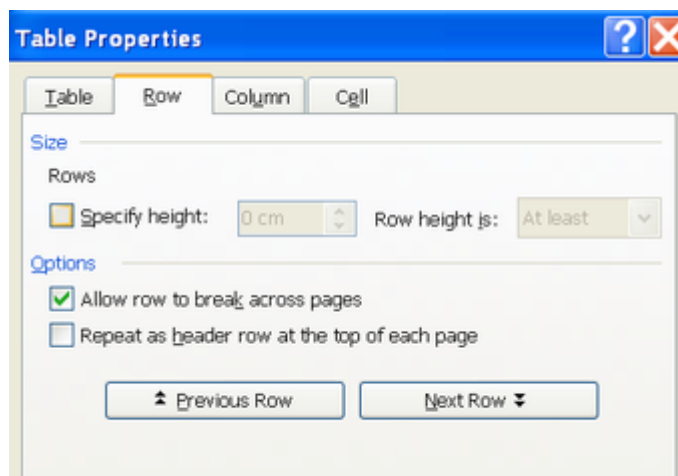 Table Properties
Table Row Column Cell
Size
Rows
Specify height: 0 cm Row height is: At least
Options
Allow row to break across pages
Repeat as header row at the top of each page
Previous Row Next Row